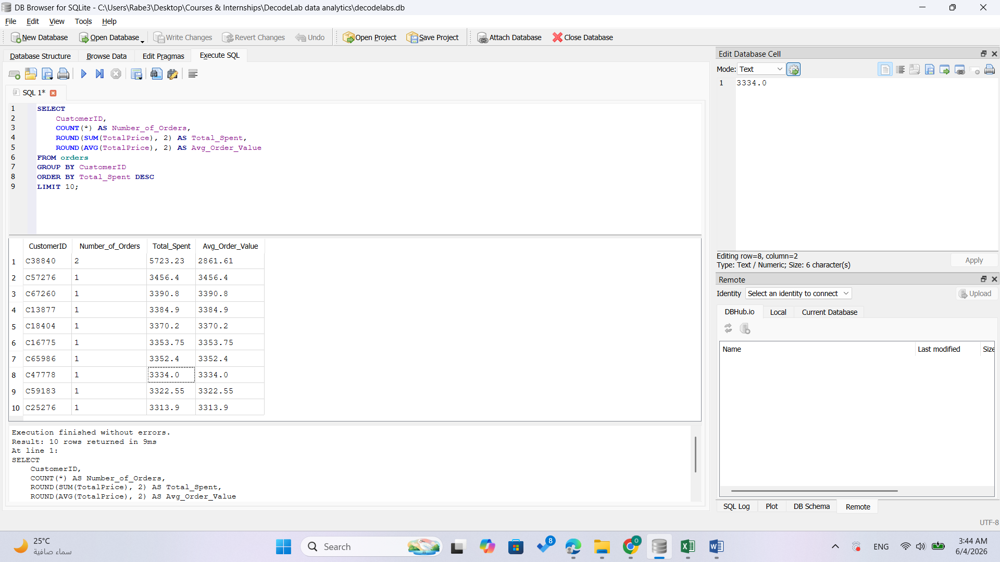 DB Browser for SQLite - C:\Users\Rabe3\Desktop\Courses & Internships\DecodeLab data analytics\decodelabs.db
File Edit View Tools Help
New Database Open Database Write Changes Revert Changes Undo Open Project Save Project Attach Database Close Database
Database Structure Browse Data Edit Pragmas Execute SQL
SQL 1*
1 SELECT
2 CustomerID,
3 COUNT(*) AS Number_of_Orders,
4 ROUND(SUM(TotalPrice), 2) AS Total_Spent,
5 ROUND(AVG(TotalPrice), 2) AS Avg_Order_Value
6 FROM orders
7 GROUP BY CustomerID
8 ORDER BY Total_Spent DESC
9 LIMIT 10;
CustomerID Number_of_Orders Total_Spent Avg_Order_Value
1 C38840 2 5723.23 2861.61
2 C57276 1 3456.4 3456.4
3 C67260 1 3390.8 3390.8
4 C13877 1 3384.9 3384.9
5 C18404 1 3370.2 3370.2
6 C16775 1 3353.75 3353.75
7 C65986 1 3352.4 3352.4
8 C47778 1 3334.0 3334.0
9 C59183 1 3322.55 3322.55
10 C25276 1 3313.9 3313.9
Execution finished without errors.
Result: 10 rows returned in 9ms
At line 1:
SELECT
CustomerID,
COUNT(*) AS Number_of_Orders,
ROUND(SUM(TotalPrice), 2) AS Total_Spent,
ROUND(AVG(TotalPrice), 2) AS Avg_Order_Value
Edit Database Cell
Mode: Text
1 3334.0
Editing row=8, column=2
Type: Text / Numeric; Size: 6 character(s)
Apply
Remote
Identity Select an identity to connect Upload
DBHub.io Local Current Database
Name Last modified Size
SQL Log Plot DB Schema Remote
UTF-8
25°C
سماء صافية
Search
8
0
ENG
3:44 AM
6/4/2026